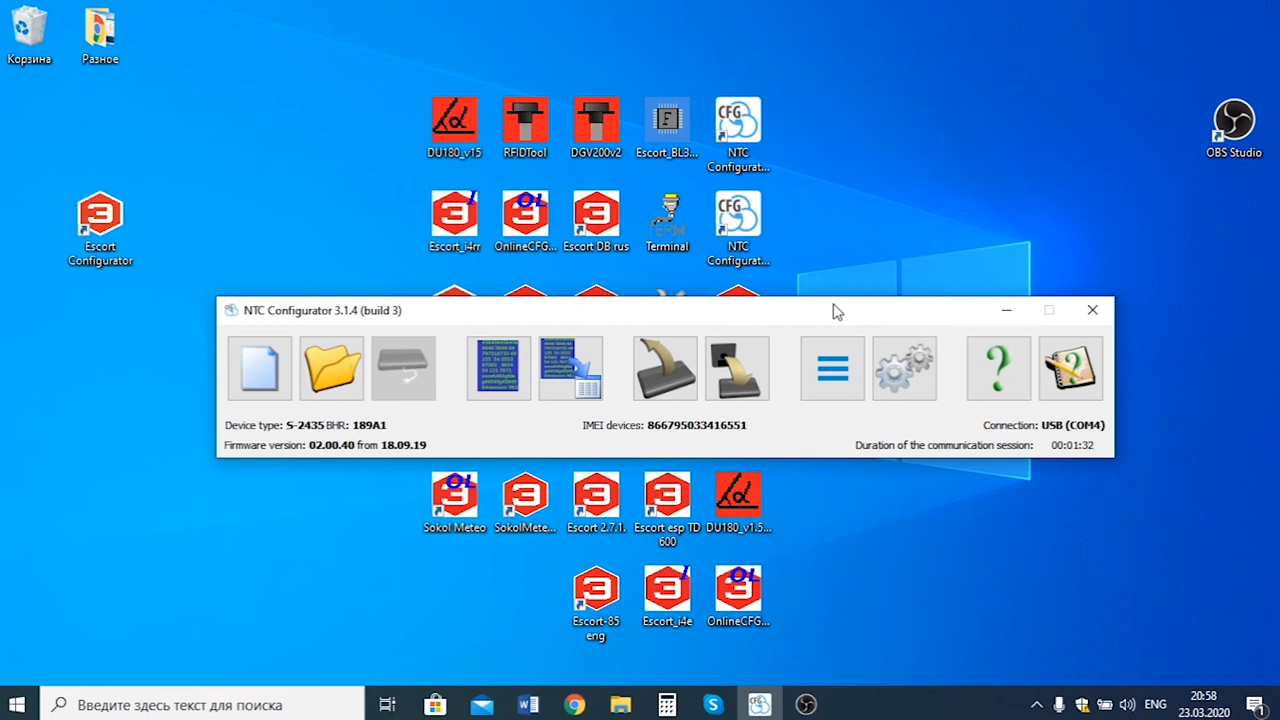 Корзина
Разное
DU180_v15
RFIDTool
DGV200v2
Escort_BL3...
NTC
Configurat...
OBS Studio
Escort
Configurator
Escort_i4rr
OnlineCFG...
Escort DB rus
Terminal
NTC
Configurat...
NTC Configurator 3.1.4 (build 3)
Device type: S-2435 BHR: 189A1
IMEI devices: 866795033416551
Connection: USB (COM4)
Firmware version: 02.00.40 from 18.09.19
Duration of the communication session: 00:01:32
Sokol Meteo
SokolMete...
Escort 2.7.1.
Escort esp TD
600
DU180_v1.5...
Escort-85
eng
Escort_i4e
OnlineCFG...
Введите здесь текст для поиска
ENG
20:58
23.03.2020